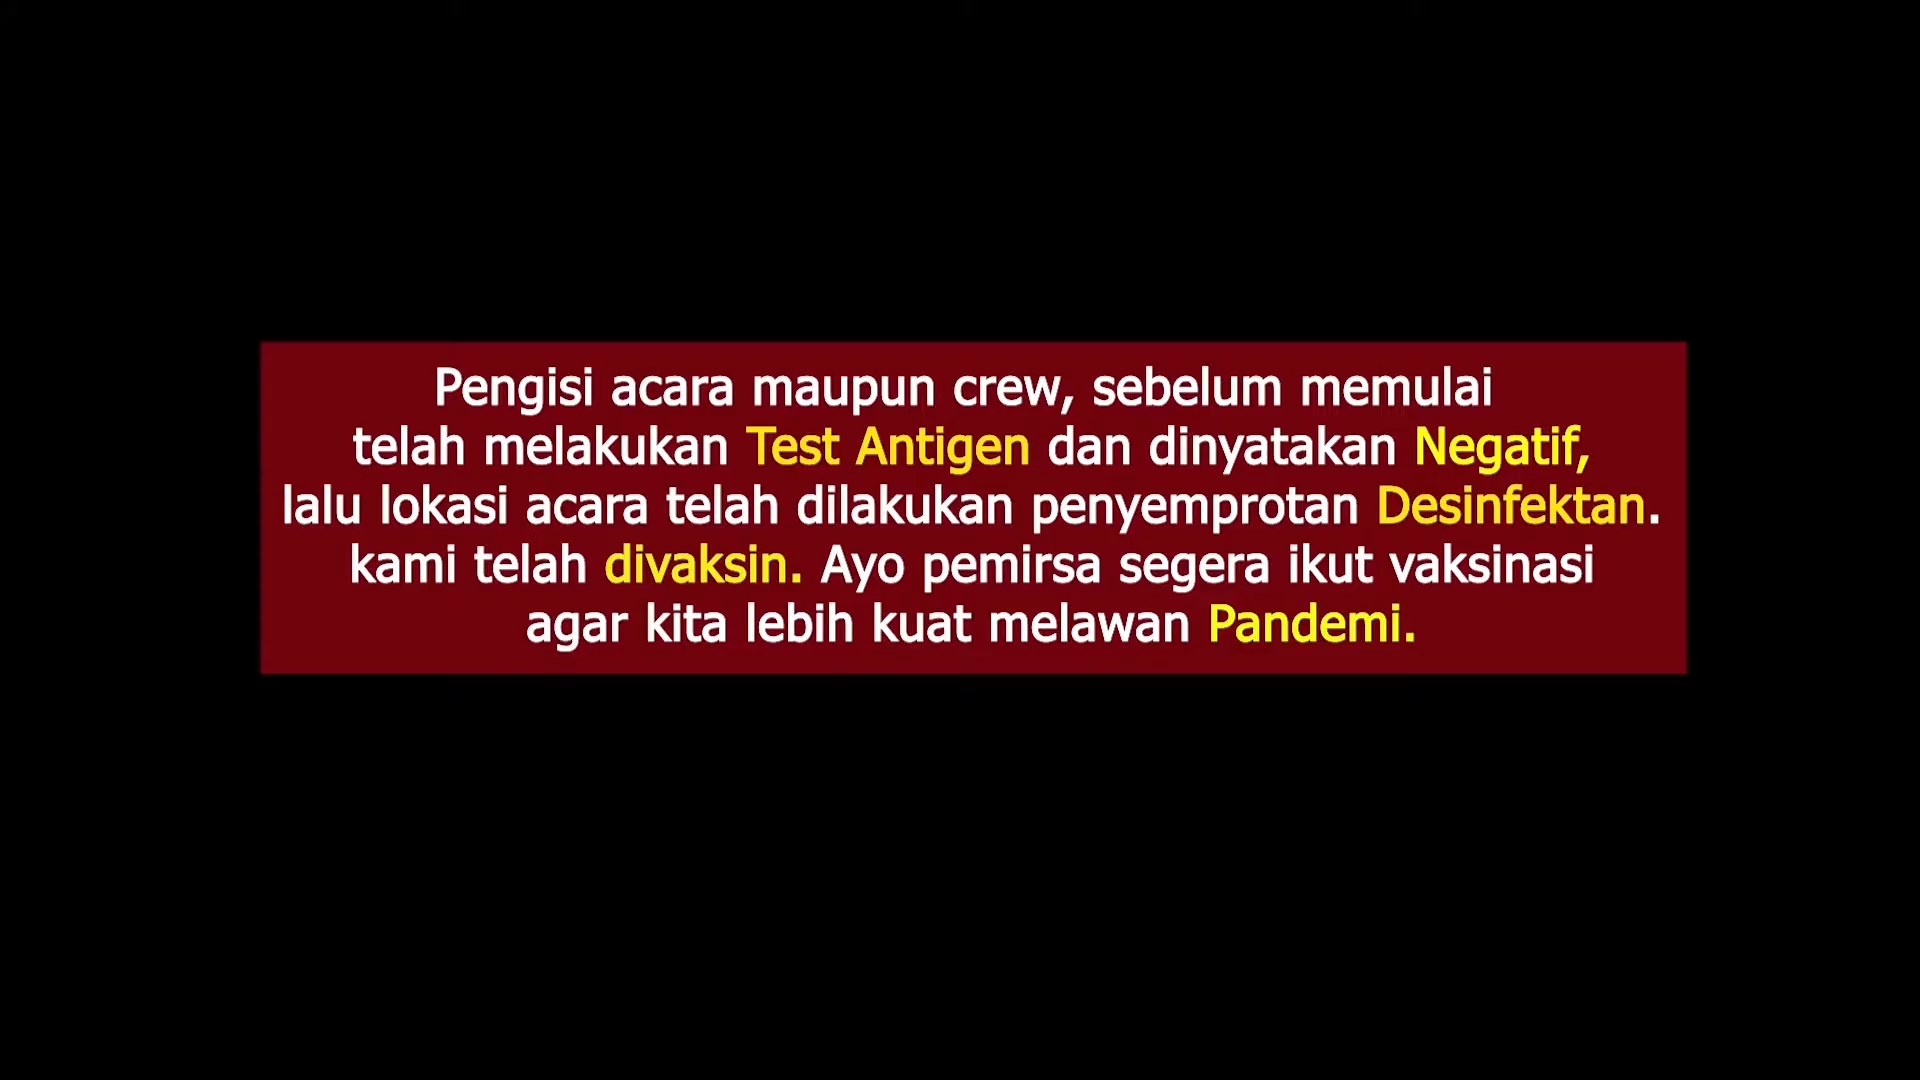 Pengisi acara maupun crew, sebelum memulai
telah melakukan Test Antigen dan dinyatakan Negatif,
lalu lokasi acara telah dilakukan penyemprotan Desinfektan.
kami telah divaksin. Ayo pemirsa segera ikut vaksinasi
agar kita lebih kuat melawan Pandemi.